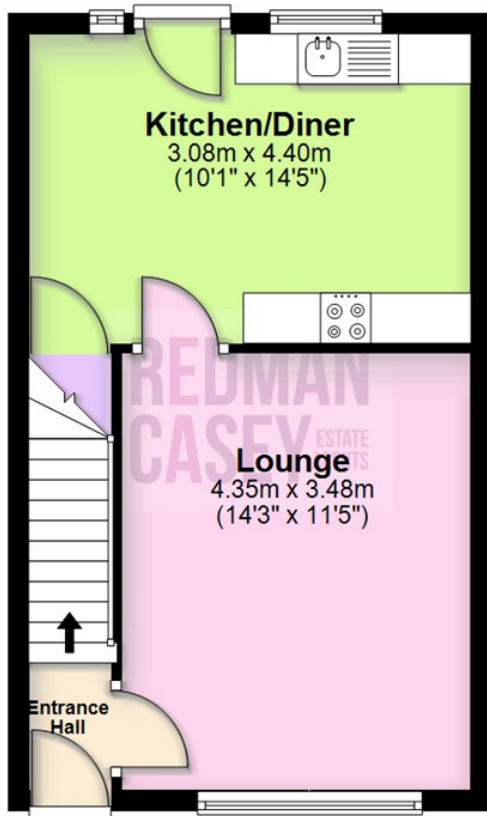 Kitchen/Diner
3.08m x 4.40m
(10'1" x 14'5")
REDMAN
CASEY
ESTATE
AGENTS
Lounge
4.35m x 3.48m
(14'3" x 11'5")
Entrance
Hall